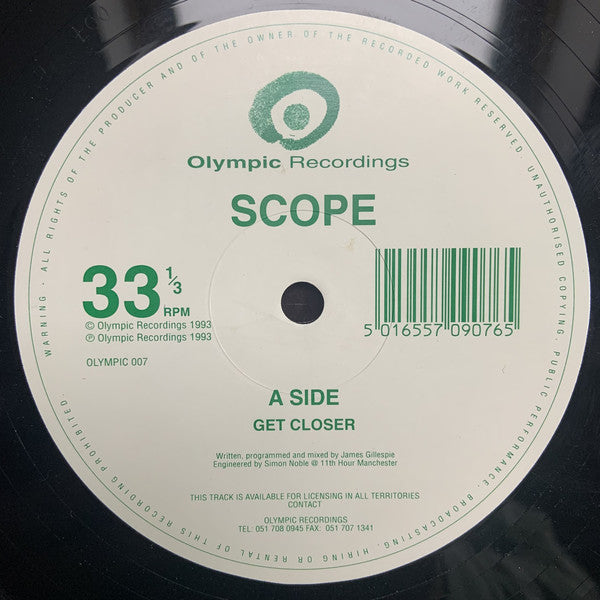 WARNING · ALL RIGHTS OF THE PRODUCER AND OF THE OWNER OF THE RECORDED WORK RESERVED. UNAUTHORISED COPYING, PUBLIC PERFORMANCE, BROADCASTING, HIRING OR RENTAL OF THIS RECORDING PROHIBITED.
Olympic Recordings
SCOPE
33 1/3 RPM
© Olympic Recordings 1993
℗ Olympic Recordings 1993
OLYMPIC 007
5 016557 090765
A SIDE
GET CLOSER
Written, programmed and mixed by James Gillespie
Engineered by Simon Noble @ 11th Hour Manchester
THIS TRACK IS AVAILABLE FOR LICENSING IN ALL TERRITORIES
CONTACT
OLYMPIC RECORDINGS
TEL: 051 708 0945 FAX: 051 707 1341